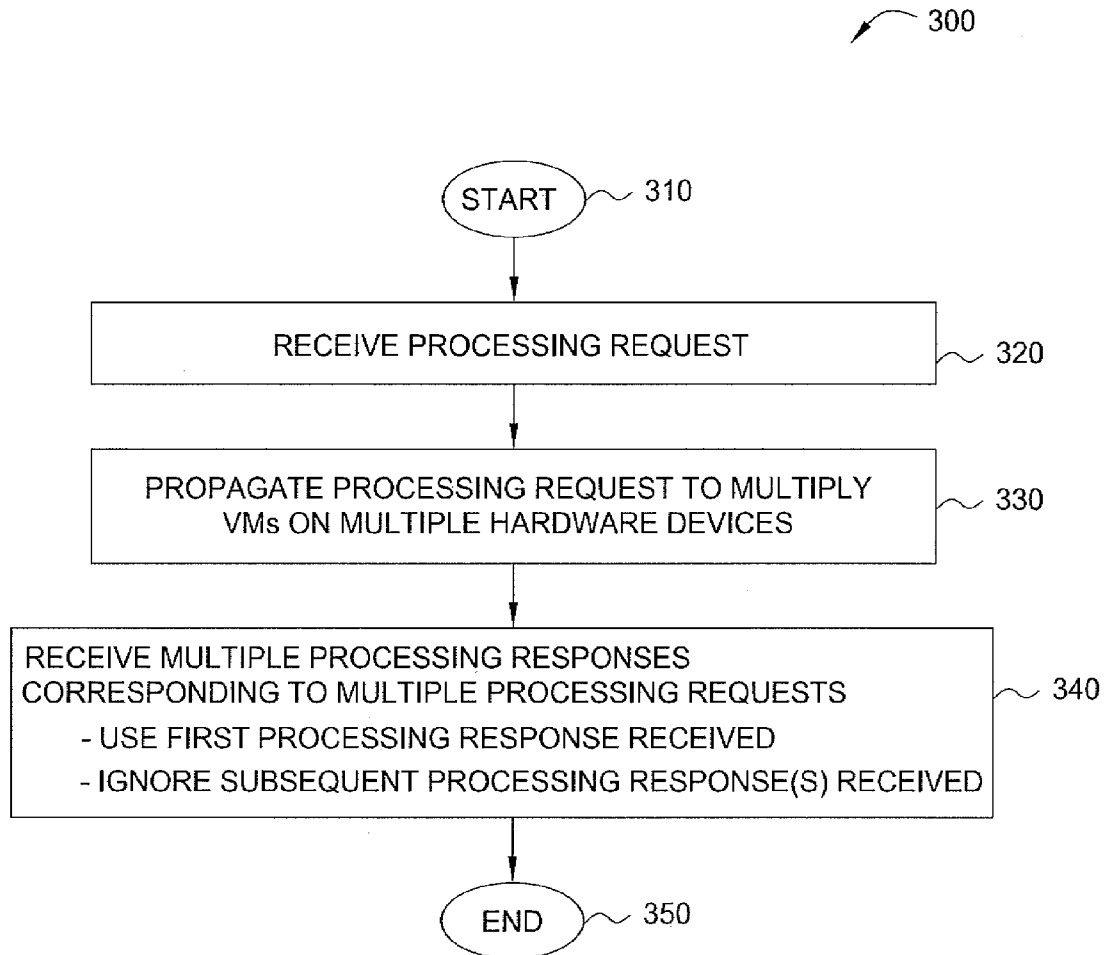 300
START
310
RECEIVE PROCESSING REQUEST
320
PROPAGATE PROCESSING REQUEST TO MULTIPLY
VMs ON MULTIPLE HARDWARE DEVICES
330
RECEIVE MULTIPLE PROCESSING RESPONSES
CORRESPONDING TO MULTIPLE PROCESSING REQUESTS
- USE FIRST PROCESSING RESPONSE RECEIVED
- IGNORE SUBSEQUENT PROCESSING RESPONSE(S) RECEIVED
340
END
350